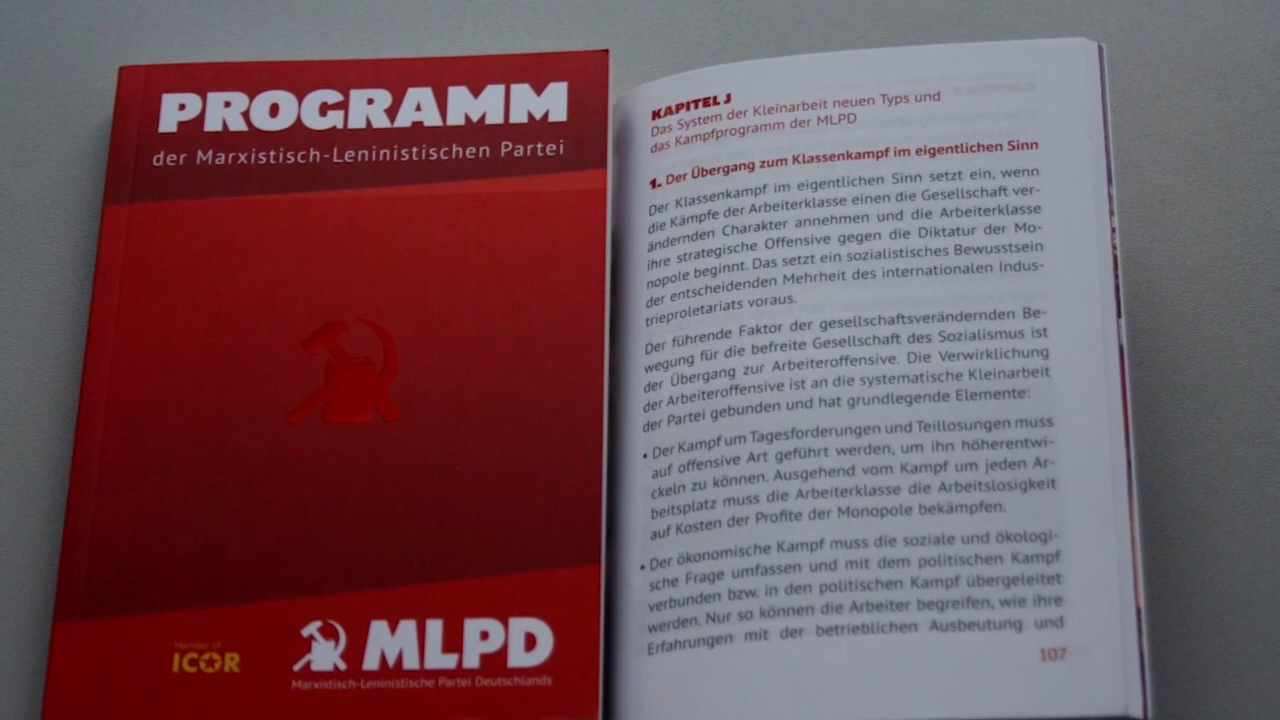 PROGRAMM
der Marxistisch-Leninistischen Partei
Member of
ICOR
MLPD
Marxistisch-Leninistische Partei Deutschlands
KAPITEL J
Das System der Kleinarbeit neuen Typs und
das Kampfprogramm der MLPD
1. Der Übergang zum Klassenkampf im eigentlichen Sinn
Der Klassenkampf im eigentlichen Sinn setzt ein, wenn
die Kämpfe der Arbeiterklasse einen die Gesellschaft ver-
ändernden Charakter annehmen und die Arbeiterklasse
ihre strategische Offensive gegen die Diktatur der Mo-
nopole beginnt. Das setzt ein sozialistisches Bewusstsein
der entscheidenden Mehrheit des internationalen Indus-
trieproletariats voraus.
Der führende Faktor der gesellschaftsverändernden Be-
wegung für die befreite Gesellschaft des Sozialismus ist
der Übergang zur Arbeiteroffensive. Die Verwirklichung
der Arbeiteroffensive ist an die systematische Kleinarbeit
der Partei gebunden und hat grundlegende Elemente:
• Der Kampf um Tagesforderungen und Teillosungen muss
auf offensive Art geführt werden, um ihn höherentwi-
ckeln zu können. Ausgehend vom Kampf um jeden Ar-
beitsplatz muss die Arbeiterklasse die Arbeitslosigkeit
auf Kosten der Profite der Monopole bekämpfen.
• Der ökonomische Kampf muss die soziale und ökologi-
sche Frage umfassen und mit dem politischen Kampf
verbunden bzw. in den politischen Kampf übergeleitet
werden. Nur so können die Arbeiter begreifen, wie ihre
Erfahrungen mit der betrieblichen Ausbeutung und
107